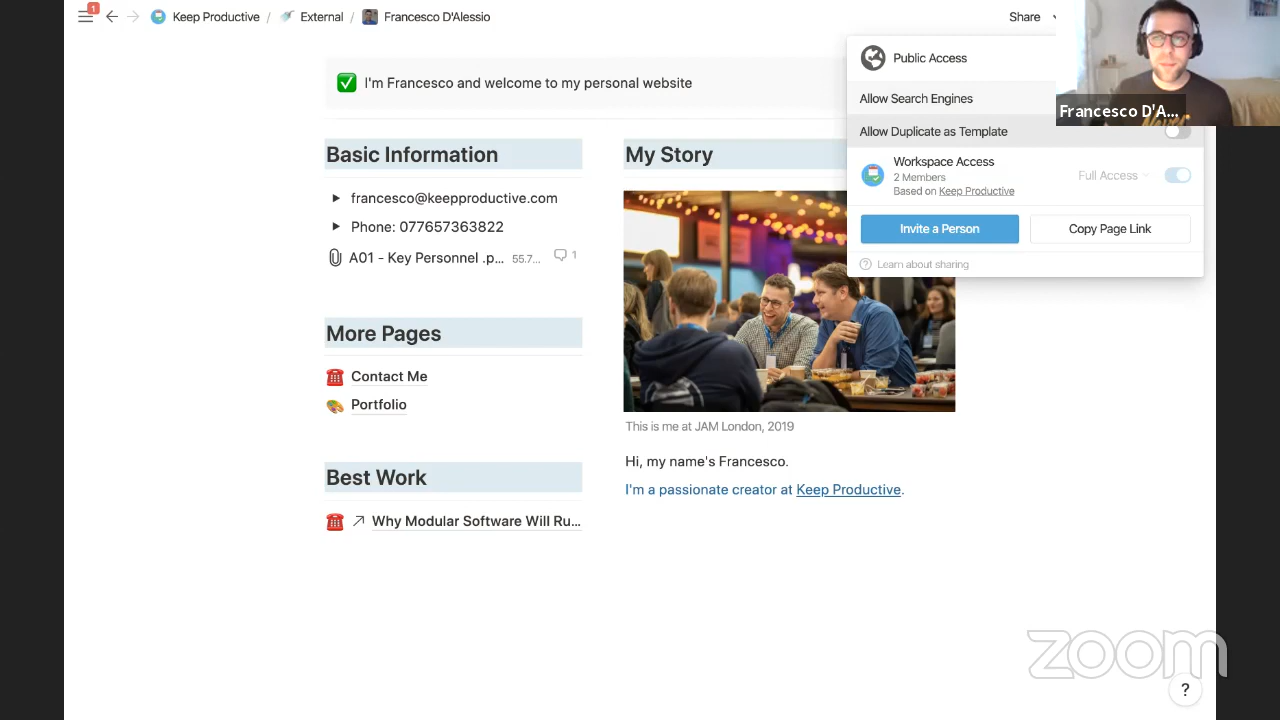 1
Keep Productive / External / Francesco D'Alessio
Share
I'm Francesco and welcome to my personal website
Public Access
Allow Search Engines
Allow Duplicate as Template
Workspace Access
2 Members
Based on Keep Productive
Full Access
Invite a Person
Copy Page Link
Learn about sharing
Francesco D'A...
Basic Information
francesco@keepproductive.com
Phone: 077657363822
A01 - Key Personnel .p... 55.7... 1
More Pages
Contact Me
Portfolio
Best Work
Why Modular Software Will Ru...
My Story
This is me at JAM London, 2019
Hi, my name's Francesco.
I'm a passionate creator at Keep Productive.
zoom
?